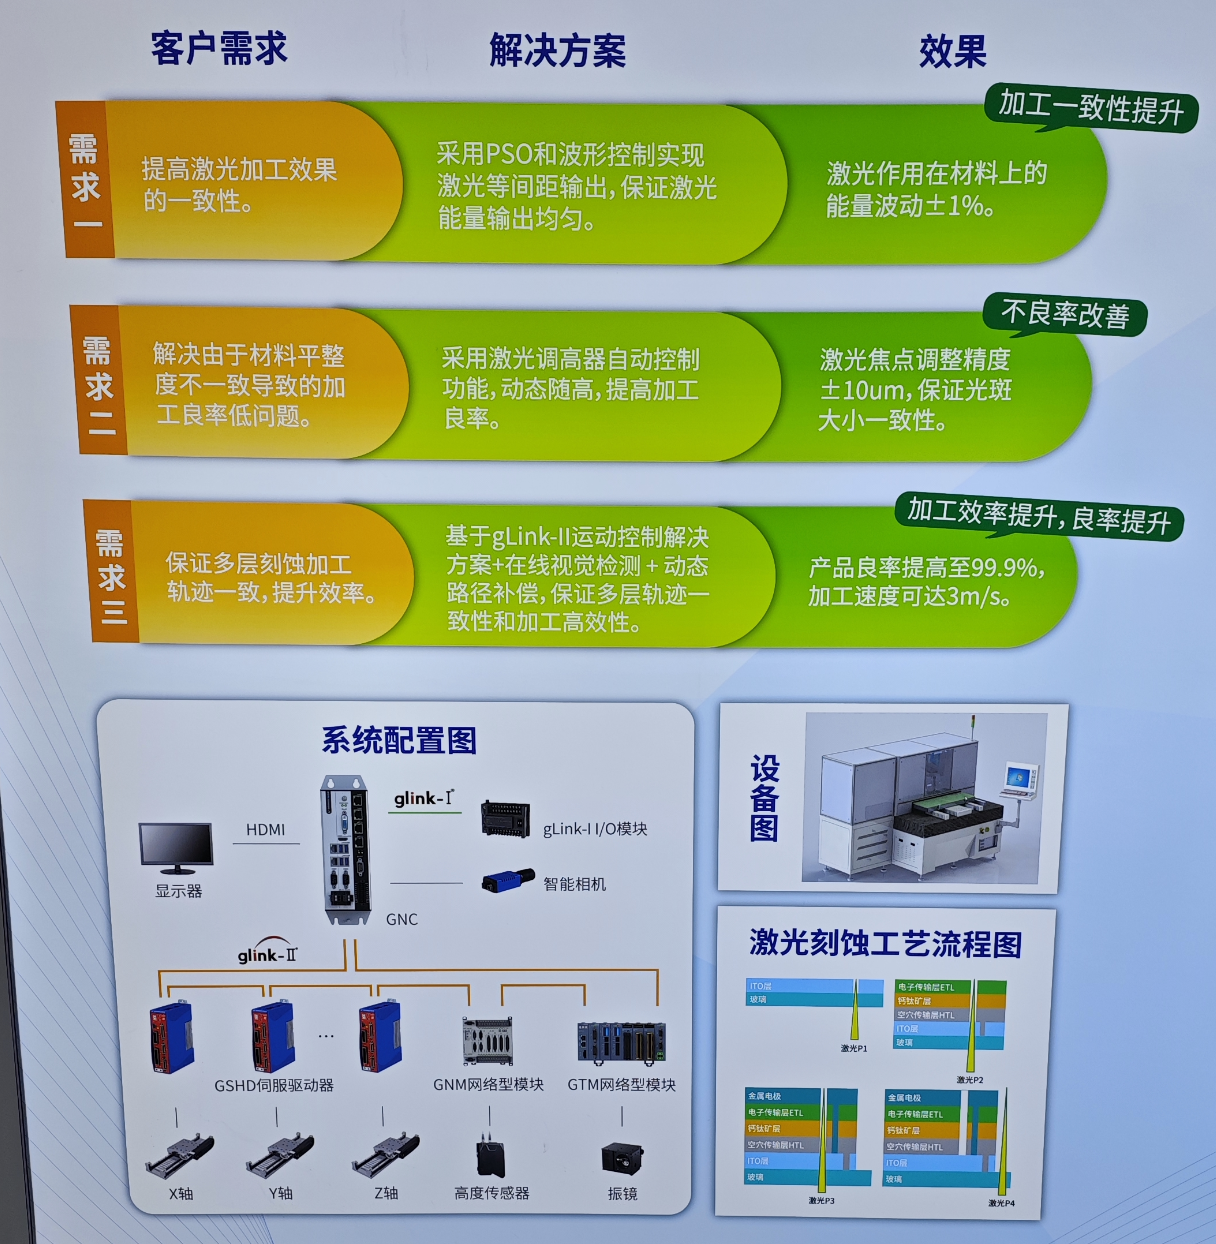 客户需求
解决方案
效果
加工一致性提升
需求一
提高激光加工效果
的一致性。
采用PSO和波形控制实现
激光等间距输出，保证激光
能量输出均匀。
激光作用在材料上的
能量波动±1%。
不良率改善
需求二
解决由于材料平整
度不一致导致的加
工良率低问题。
采用激光调高器自动控制
功能，动态随高，提高加工
良率。
激光焦点调整精度
±10um，保证光斑
大小一致性。
加工效率提升，良率提升
需求三
保证多层刻蚀加工
轨迹一致，提升效率。
基于gLink-II运动控制解决
方案+在线视觉检测 + 动态
路径补偿，保证多层轨迹一
致性和加工高效性。
产品良率提高至99.9%，
加工速度可达3m/s。
系统配置图
HDMI
显示器
glink-I
gLink-I I/O模块
智能相机
GNC
glink-II
...
GSHD伺服驱动器
GNM网络型模块
GTM网络型模块
X轴
Y轴
Z轴
高度传感器
振镜
设备图
激光刻蚀工艺流程图
ITO层
玻璃
激光P1
电子传输层ETL
钙钛矿层
空穴传输层HTL
ITO层
玻璃
激光P2
金属电极
电子传输层ETL
钙钛矿层
空穴传输层HTL
ITO层
玻璃
激光P3
金属电极
电子传输层ETL
钙钛矿层
空穴传输层HTL
ITO层
玻璃
激光P4